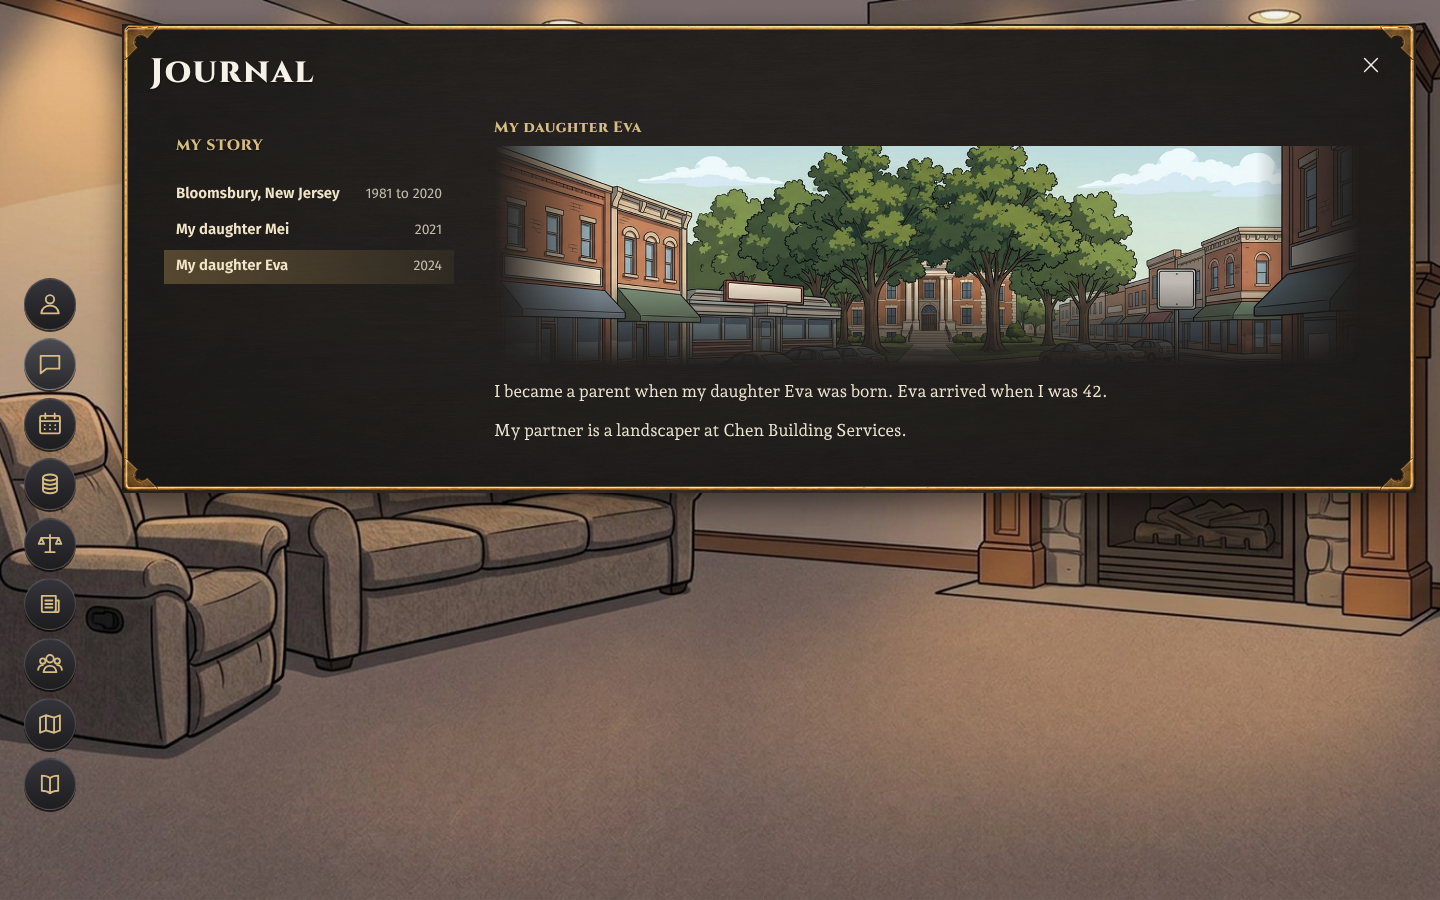 Journal
My Story
Bloomsbury, New Jersey 1981 to 2020
My daughter Mei 2021
My daughter Eva 2024
My daughter Eva
I became a parent when my daughter Eva was born. Eva arrived when I was 42.
My partner is a landscaper at Chen Building Services.